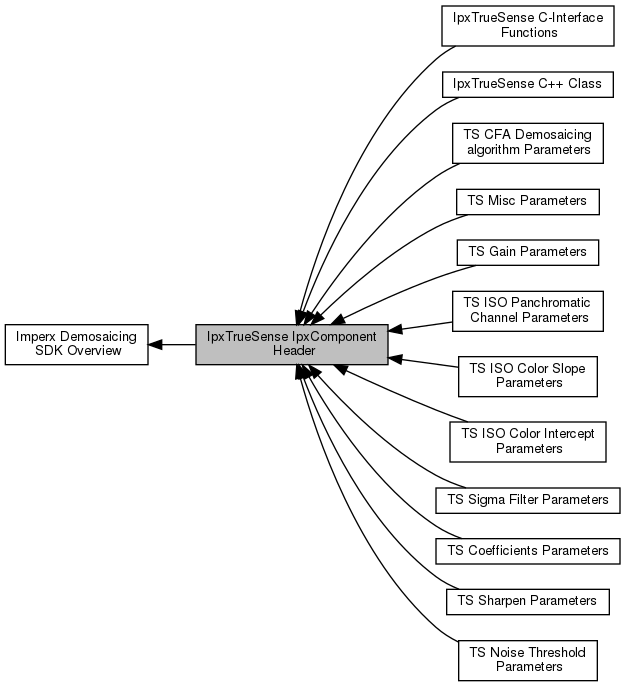 IpxTrueSense C-Interface
Functions
IpxTrueSense C++ Class
TS CFA Demosaicing
algorithm Parameters
TS Misc Parameters
TS Gain Parameters
TS ISO Panchromatic
Channel Parameters
Imperx Demosaicing
SDK Overview
IpxTrueSense IpxComponent
Header
TS ISO Color Slope
Parameters
TS ISO Color Intercept
Parameters
TS Sigma Filter Parameters
TS Coefficients Parameters
TS Sharpen Parameters
TS Noise Threshold
Parameters